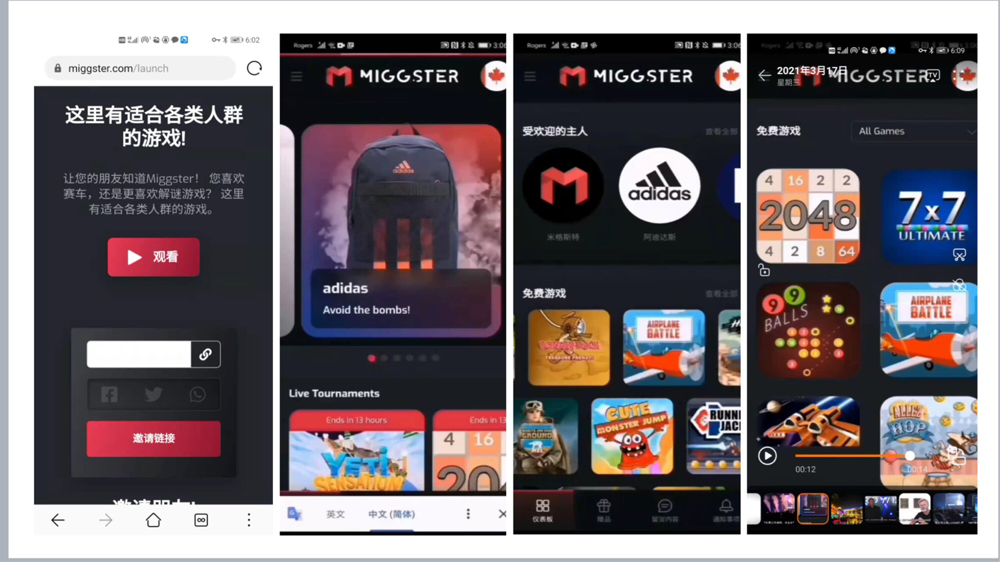 6:02
miggster.com/launch
这里有适合各类人群
的游戏!
让您的朋友知道Miggster! 您喜欢
赛车，还是更喜欢解谜游戏? 这里
有适合各类人群的游戏。
观看
邀请链接
邀请朋友!
Rogers
3:06
MIGGSTER
adidas
adidas
Avoid the bombs!
Live Tournaments
Ends in 13 hours
Ends in 13
YETI
SENSATION
4 16
20
英文
中文 (简体)
Rogers
3:06
MIGGSTER
受欢迎的主人
查看全部
adidas
米格斯特
阿迪达斯
免费游戏
查看全部
TREASURE FRENZY!
AIRPLANE
BATTLE
BOOTS ON THE
GROUND
CUTE
MONSTER JUMP
RUNN
JACK
仪表板
赠品
留言内容
通知事项
Rogers
6:09
2021年3月17日
星期三
MIGGSTER
TV
免费游戏
All Games
4 16 2 2
2048
4 2 8 64
7x7
ULTIMATE
9 9
BALLS
AIRPLANE
BATTLE
ALLEZ
HOP
00:12
00:14